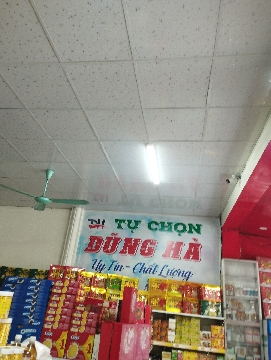 TỰ CHỌN
DŨNG HÀ
Uy Tín - Chất Lượng